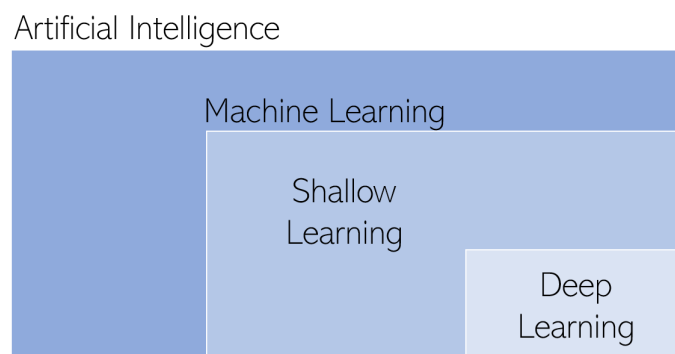 Artificial Intelligence
Machine Learning
Shallow
Learning
Deep
Learning